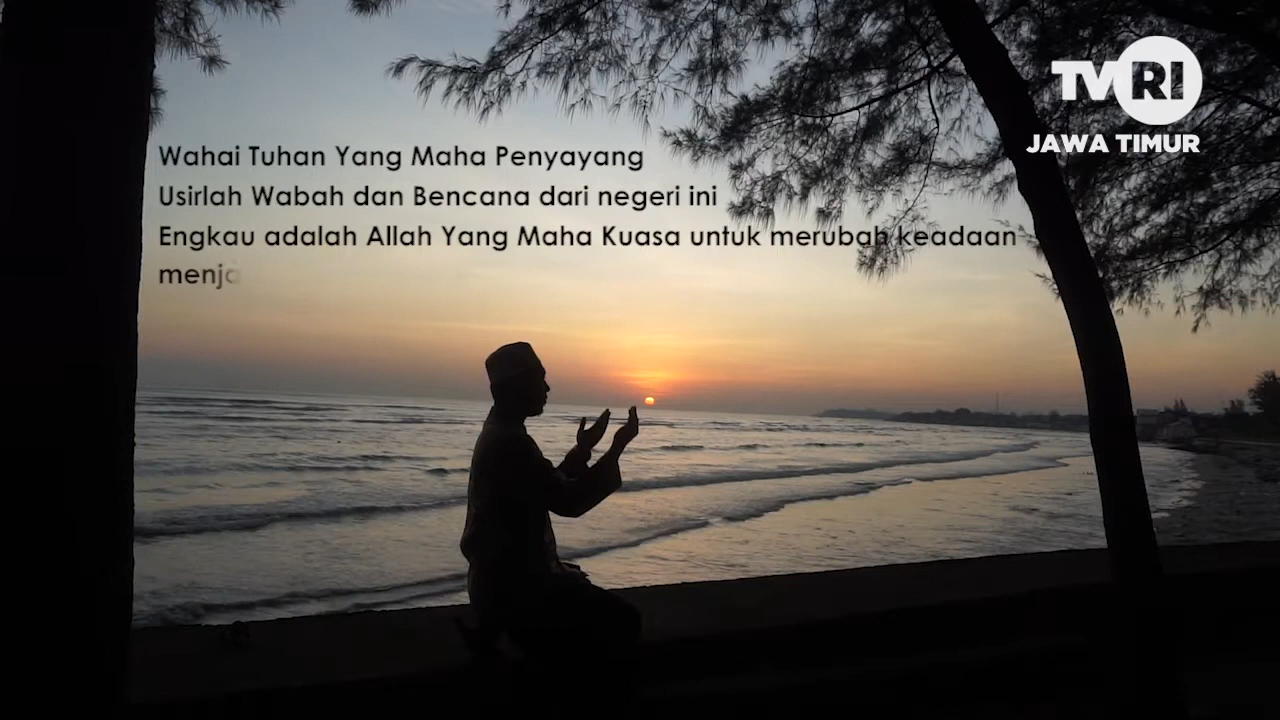 TVRI
JAWA TIMUR
Wahai Tuhan Yang Maha Penyayang
Usirlah Wabah dan Bencana dari negeri ini
Engkau adalah Allah Yang Maha Kuasa untuk merubah keadaan
menja